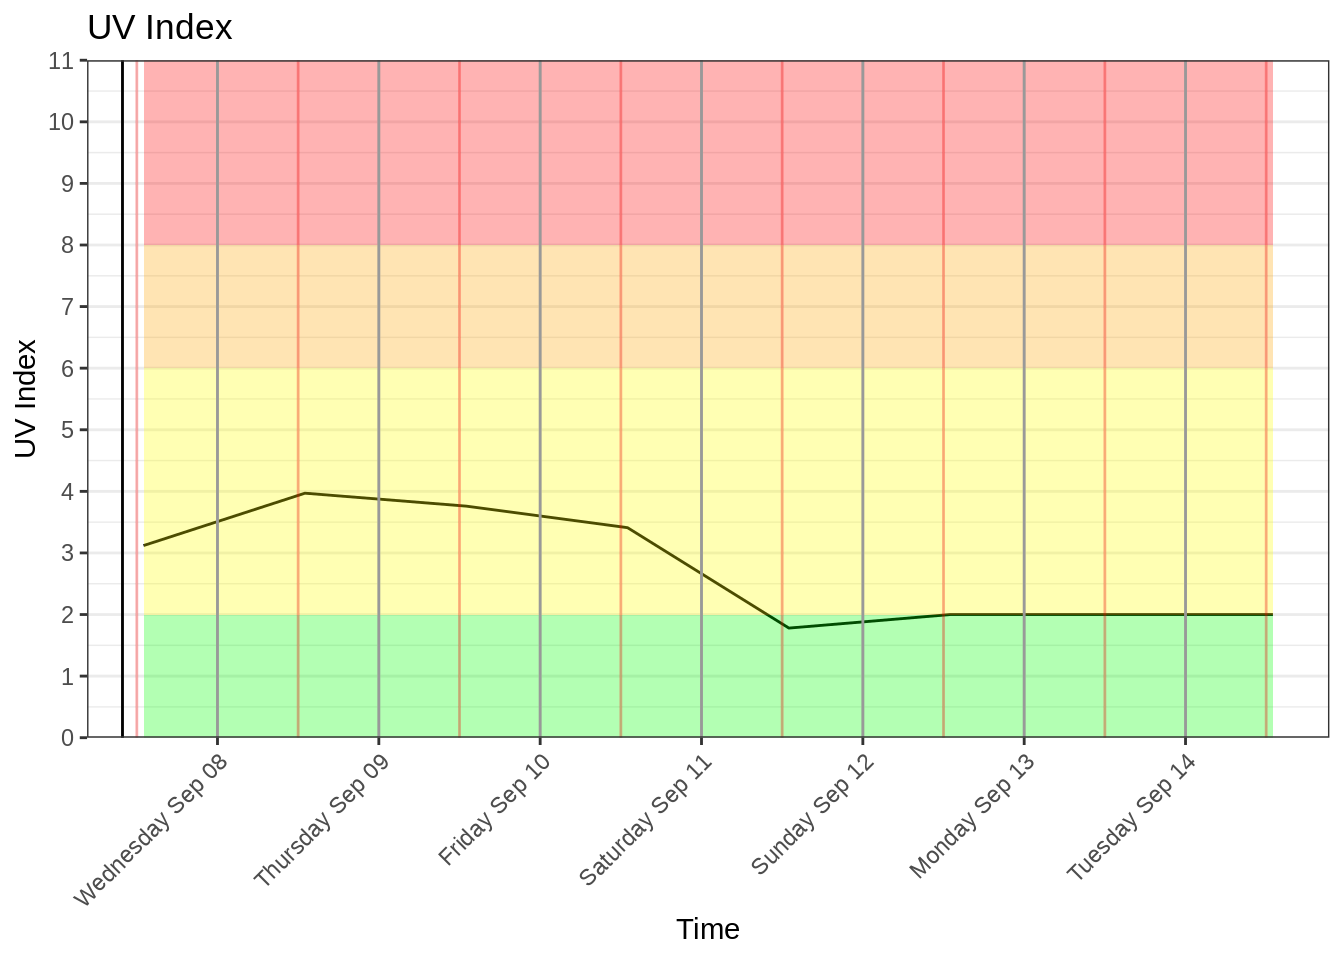 UV Index
11
10
9
8
7
6
5
4
3
2
1
0
UV Index
Wednesday Sep 08
Thursday Sep 09
Friday Sep 10
Saturday Sep 11
Sunday Sep 12
Monday Sep 13
Tuesday Sep 14
Time